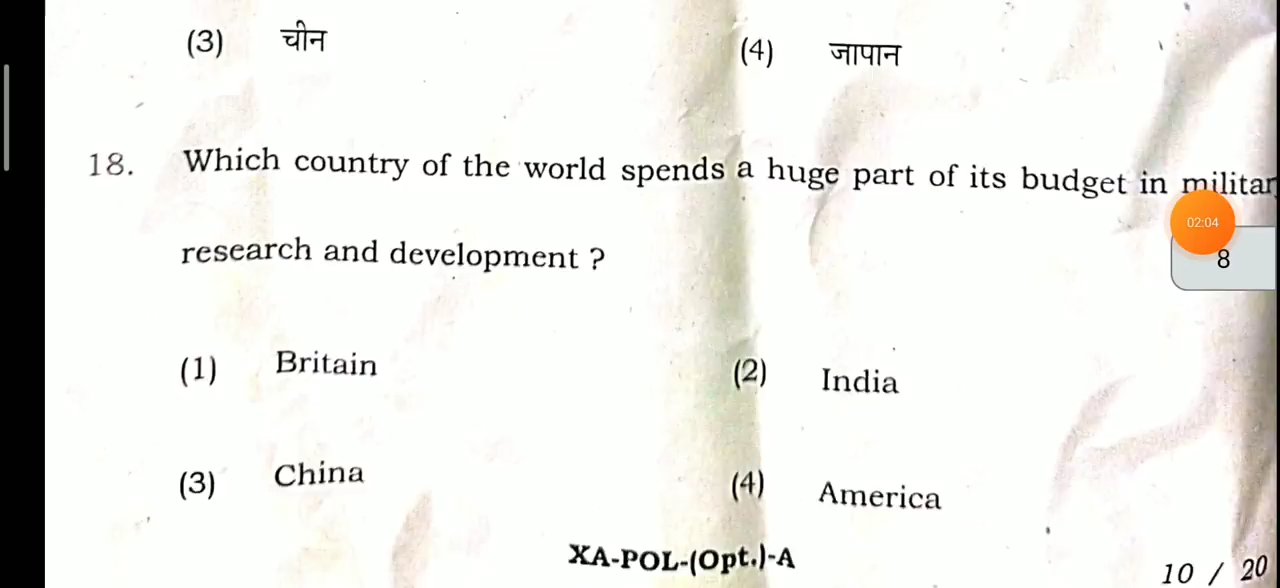 (3) चीन (4) जापान
18. Which country of the world spends a huge part of its budget in militar
02:04
research and development ?
8
(1) Britain (2) India
(3) China (4) America
XA-POL-(Opt.)-A
10 / 20